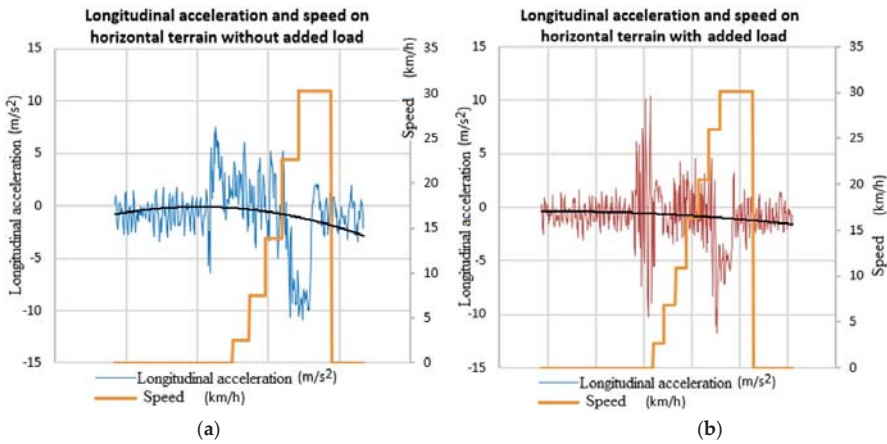 Longitudinal acceleration and speed on
horizontal terrain without added load
15
10
5
0
-5
-10
-15
Longitudinal acceleration (m/s²)
35
30
25
20
15
10
5
0
Speed (km/h)
Longitudinal acceleration (m/s²)
Speed (km/h)
(a)
Longitudinal acceleration and speed on
horizontal terrain with added load
15
10
5
0
-5
-10
-15
Longitudinal acceleration (m/s²)
35
30
25
20
15
10
5
0
Speed (km/h)
Longitudinal acceleration (m/s²)
Speed (km/h)
(b)